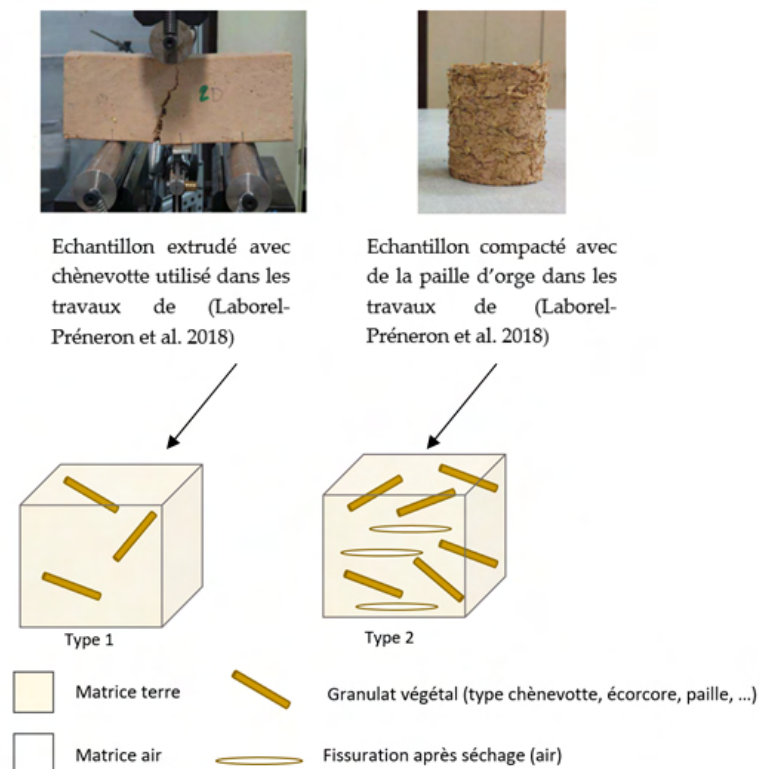 2D
Echantillon extrudé avec
chènevotte utilisé dans les
travaux de (Laborel-
Préneron et al. 2018)
Echantillon compacté avec
de la paille d'orge dans les
travaux de (Laborel-
Préneron et al. 2018)
Type 1
Type 2
Matrice terre
Granulat végétal (type chènevotte, écorcore, paille, ...)
Matrice air
Fissuration après séchage (air)